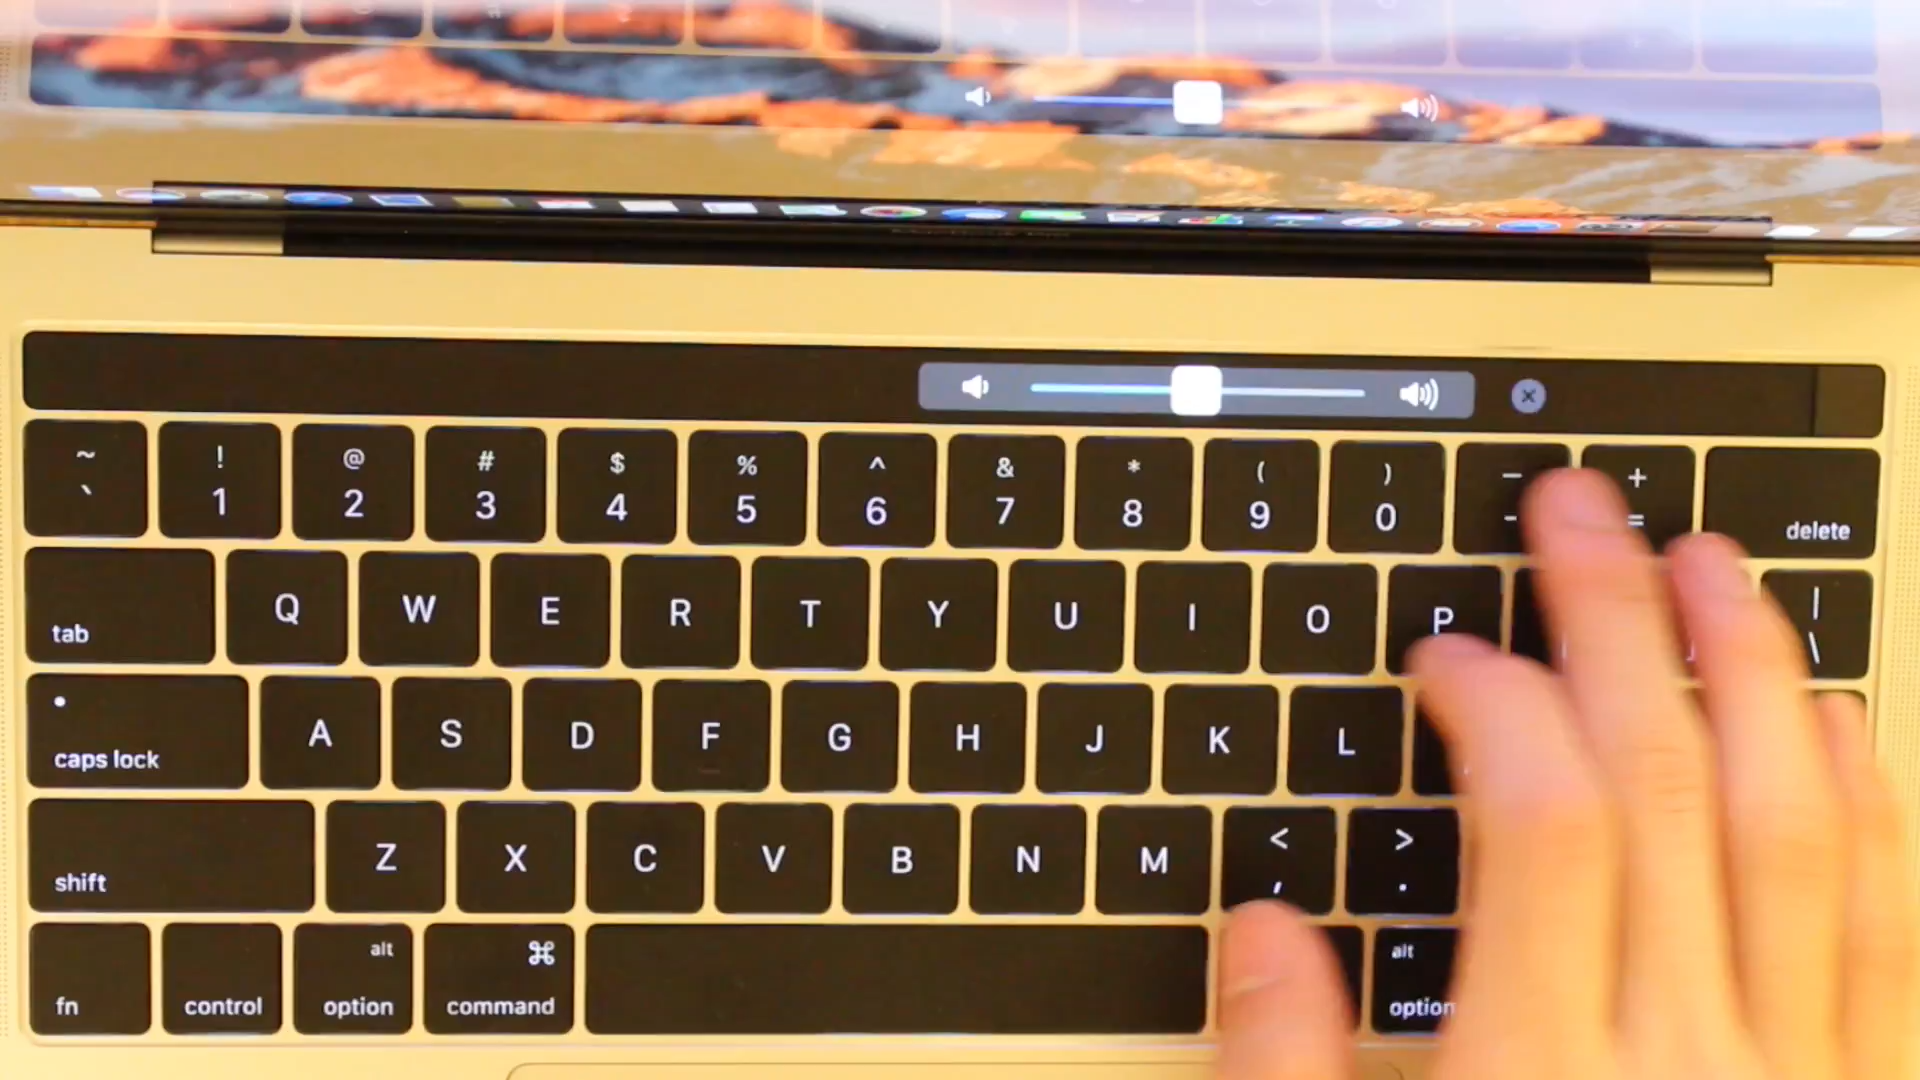 ~ ! @ # $ % ^ & * ( ) – +
` 1 2 3 4 5 6 7 8 9 0 - = delete
tab Q W E R T Y U I O P | \
caps lock A S D F G H J K L
shift Z X C V B N M < , > .
alt ⌘ alt
fn control option command option